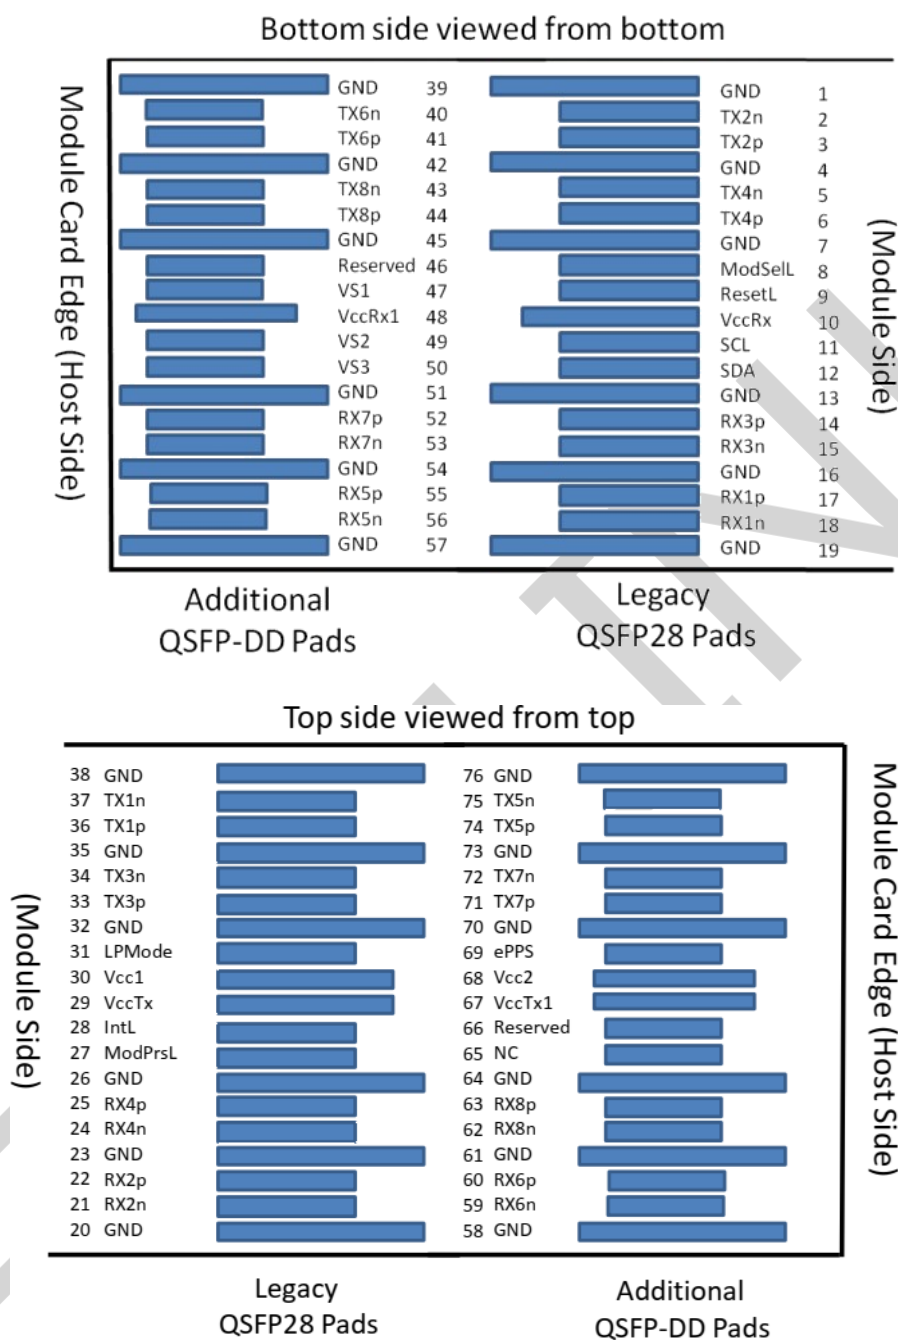 Bottom side viewed from bottom
Module Card Edge (Host Side)
GND 39
TX6n 40
TX6p 41
GND 42
TX8n 43
TX8p 44
GND 45
Reserved 46
VS1 47
VccRx1 48
VS2 49
VS3 50
GND 51
RX7p 52
RX7n 53
GND 54
RX5p 55
RX5n 56
GND 57
GND 1
TX2n 2
TX2p 3
GND 4
TX4n 5
TX4p 6
GND 7
ModSelL 8
ResetL 9
VccRx 10
SCL 11
SDA 12
GND 13
RX3p 14
RX3n 15
GND 16
RX1p 17
RX1n 18
GND 19
(Module Side)
Additional
QSFP-DD Pads
Legacy
QSFP28 Pads
Top side viewed from top
(Module Side)
38 GND
37 TX1n
36 TX1p
35 GND
34 TX3n
33 TX3p
32 GND
31 LPMode
30 Vcc1
29 VccTx
28 IntL
27 ModPrsL
26 GND
25 RX4p
24 RX4n
23 GND
22 RX2p
21 RX2n
20 GND
76 GND
75 TX5n
74 TX5p
73 GND
72 TX7n
71 TX7p
70 GND
69 ePPS
68 Vcc2
67 VccTx1
66 Reserved
65 NC
64 GND
63 RX8p
62 RX8n
61 GND
60 RX6p
59 RX6n
58 GND
Module Card Edge (Host Side)
Legacy
QSFP28 Pads
Additional
QSFP-DD Pads